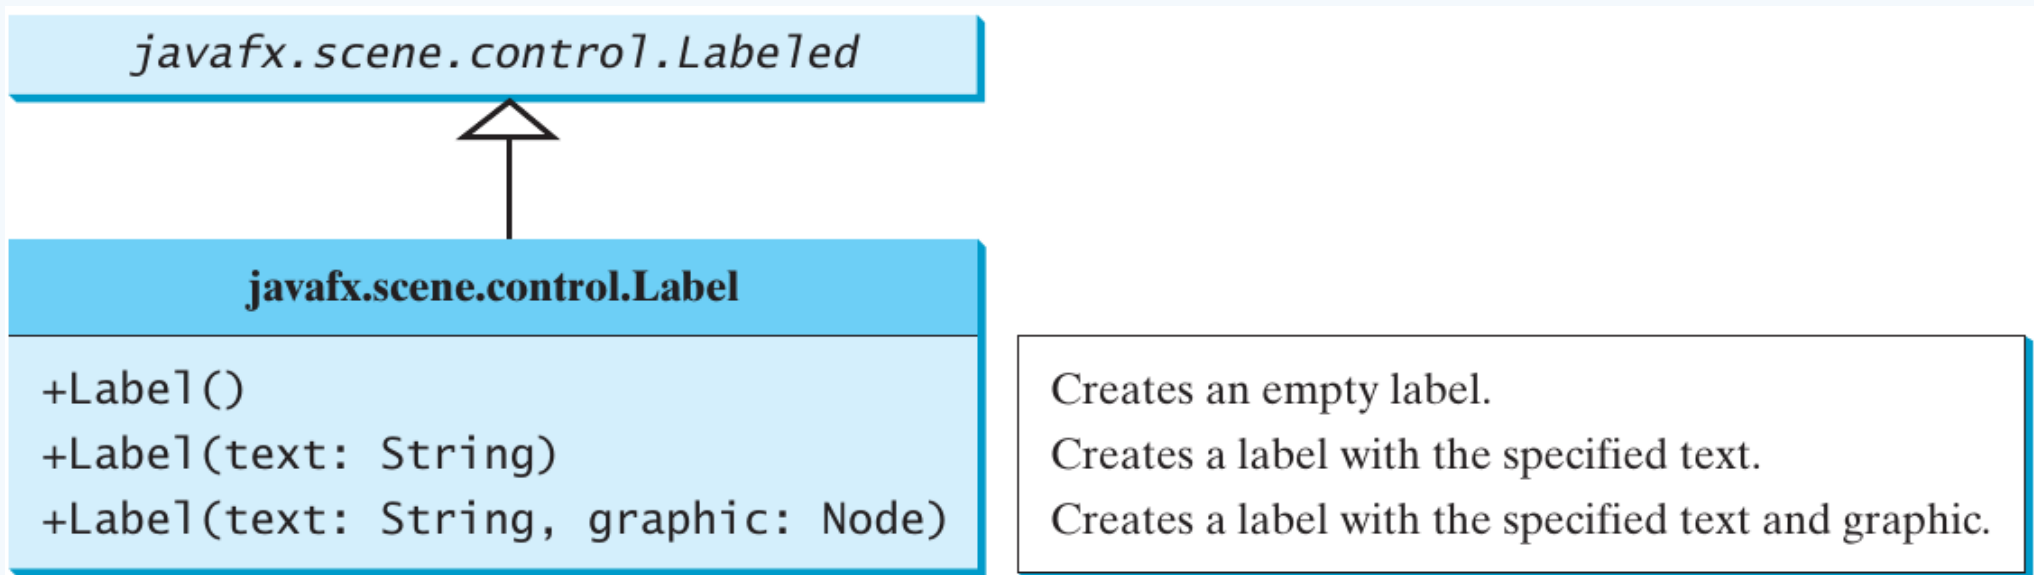 javafx.scene.control.Labeled
javafx.scene.control.Label
+Label()
Creates an empty label.
+Label(text: String)
Creates a label with the specified text.
+Label(text: String, graphic: Node)
Creates a label with the specified text and graphic.